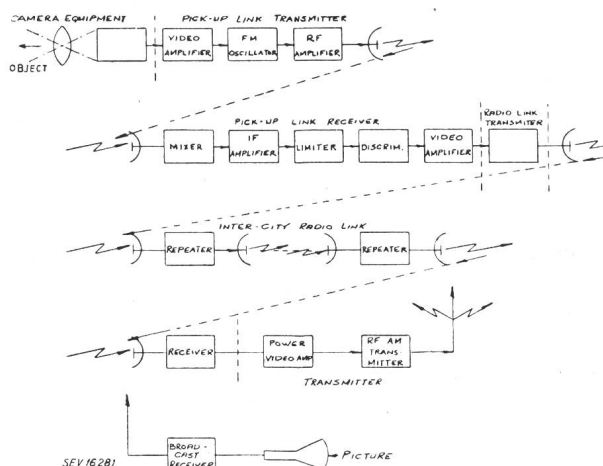 CAMERA EQUIPMENT
PICK-UP LINK TRANSMITTER
OBJECT
VIDEO
AMPLIFIER
FM
OSCILLATOR
RF
AMPLIFIER
PICK-UP LINK RECEIVER
RADIO LINK
TRANSMITER
MIXER
IF
AMPLIFIER
LIMITER
DISCRIM.
VIDEO
AMPLIFIER
INTER-CITY RADIO LINK
REPEATER
REPEATER
RECEIVER
POWER
VIDEO AMP
RF AM
TRANS-
MITTER
TRANSMITTER
BROAD-
CAST
RECEIVER
PICTURE
SEV 16281